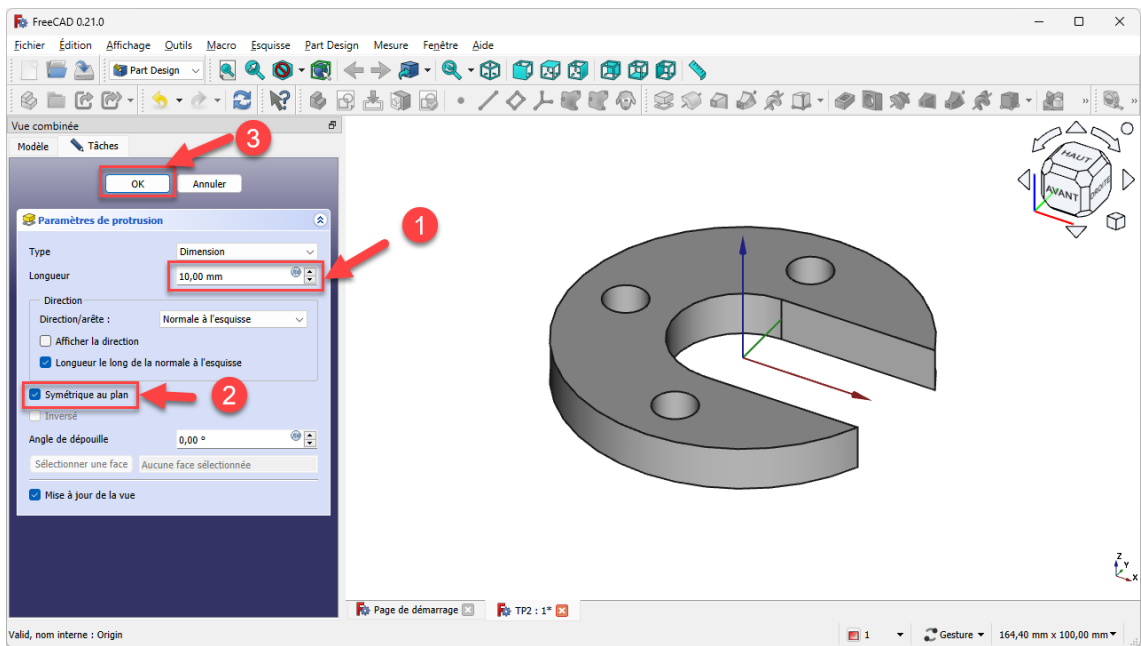 FreeCAD 0.21.0
Fichier Édition Affichage Outils Macro Esquisse Part Design Mesure Fenêtre Aide
Part Design
Vue combinée
Modèle Tâches
3
OK Annuler
Paramètres de protrusion
1
Type Dimension
Longueur 10,00 mm
Direction
Direction/arête : Normale à l'esquisse
Afficher la direction
Longueur le long de la normale à l'esquisse
Symétrique au plan
2
Inversé
Angle de dépouille 0,00 °
Sélectionner une face Aucune face sélectionnée
Mise à jour de la vue
HAUT
AVANT
DROITE
Z
Y
X
Page de démarrage TP2 : 1*
Valid, nom interne : Origin
1 Gesture 164,40 mm x 100,00 mm